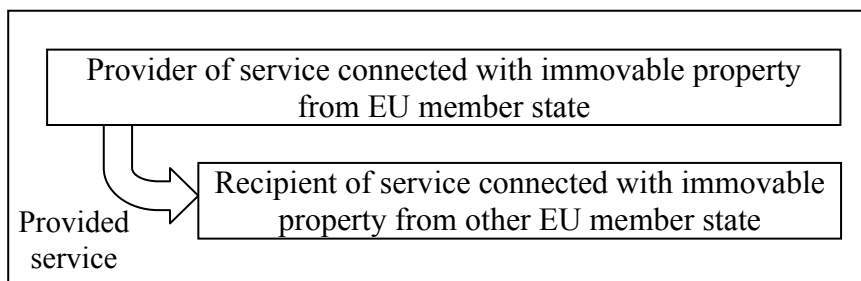 Provider of service connected with immovable property
from EU member state
Recipient of service connected with immovable
property from other EU member state
Provided
service